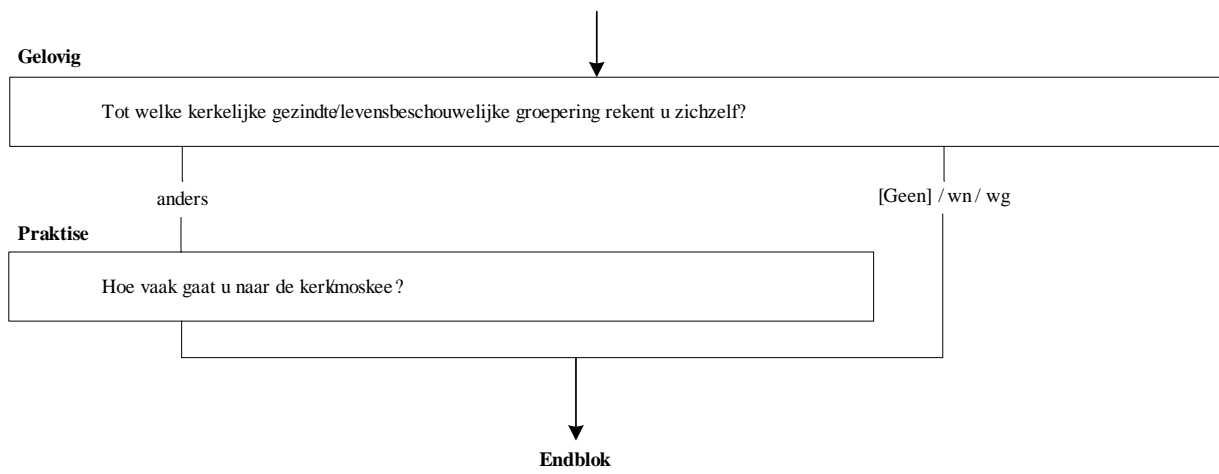 Gelovig
Tot welke kerkelijke gezindte/levensbeschouwelijke groepering rekent u zichzelf?
anders
[Geen] / wn / wg
Praktise
Hoe vaak gaat u naar de kerk/moskee?
Endblok